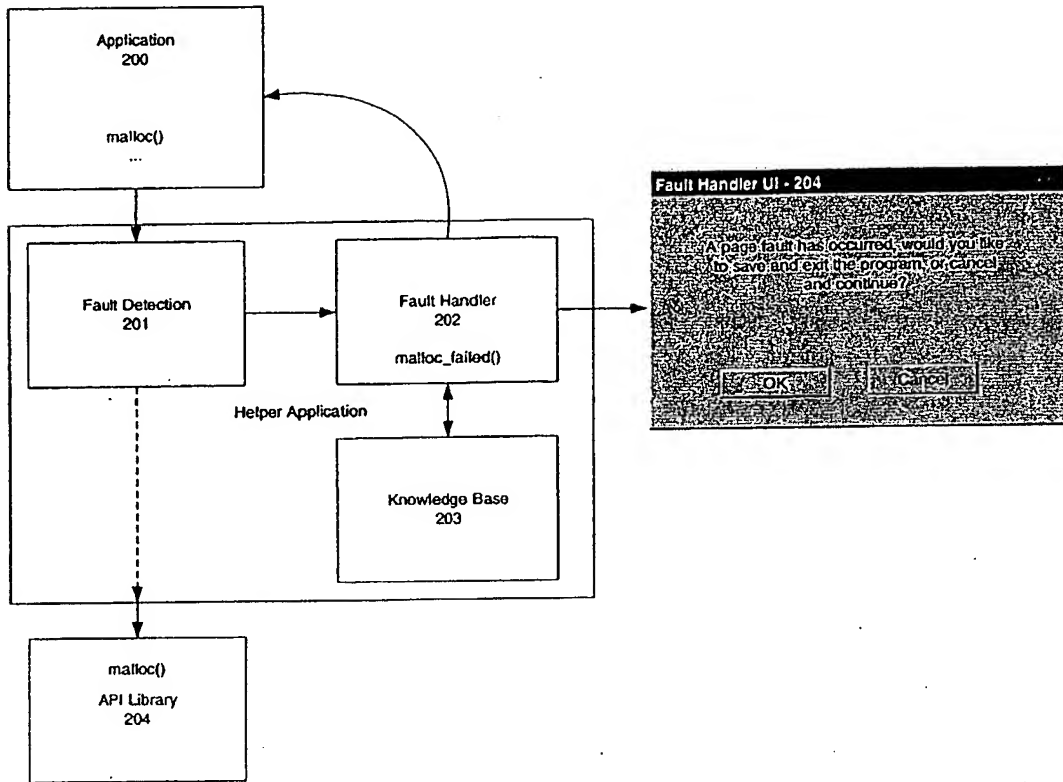 Application
200
malloc()
...
Fault Handler UI - 204
A page fault has occurred, would you like
to save and exit the program, or cancel
and continue?
OK
Cancel
Fault Detection
201
Fault Handler
202
malloc_failed()
Helper Application
Knowledge Base
203
malloc()
API Library
204